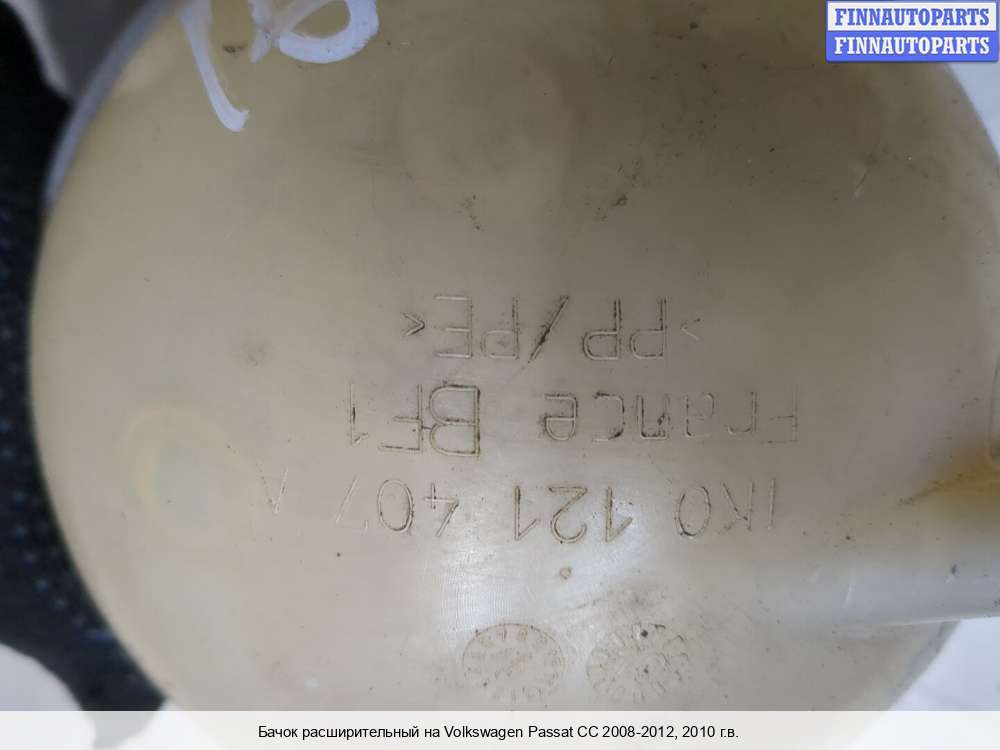 FINNAUTOPARTS
FINNAUTOPARTS
1K0 121 407 A
France BF1
>PP/PE<
Бачок расширительный на Volkswagen Passat CC 2008-2012, 2010 г.в.